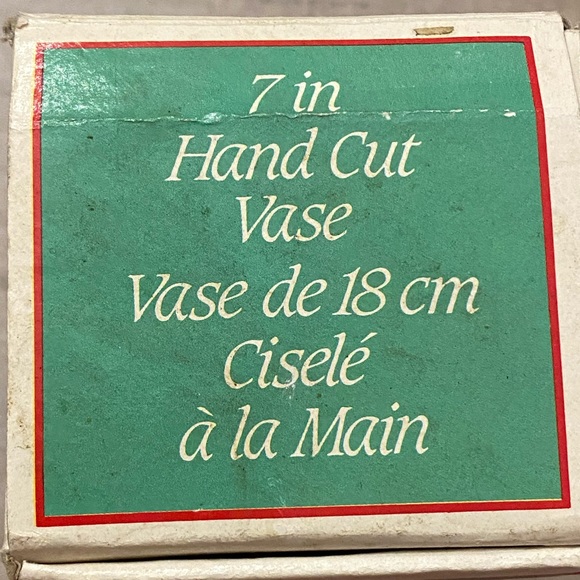 7 in
Hand Cut
Vase
Vase de 18 cm
Ciselé
à la Main